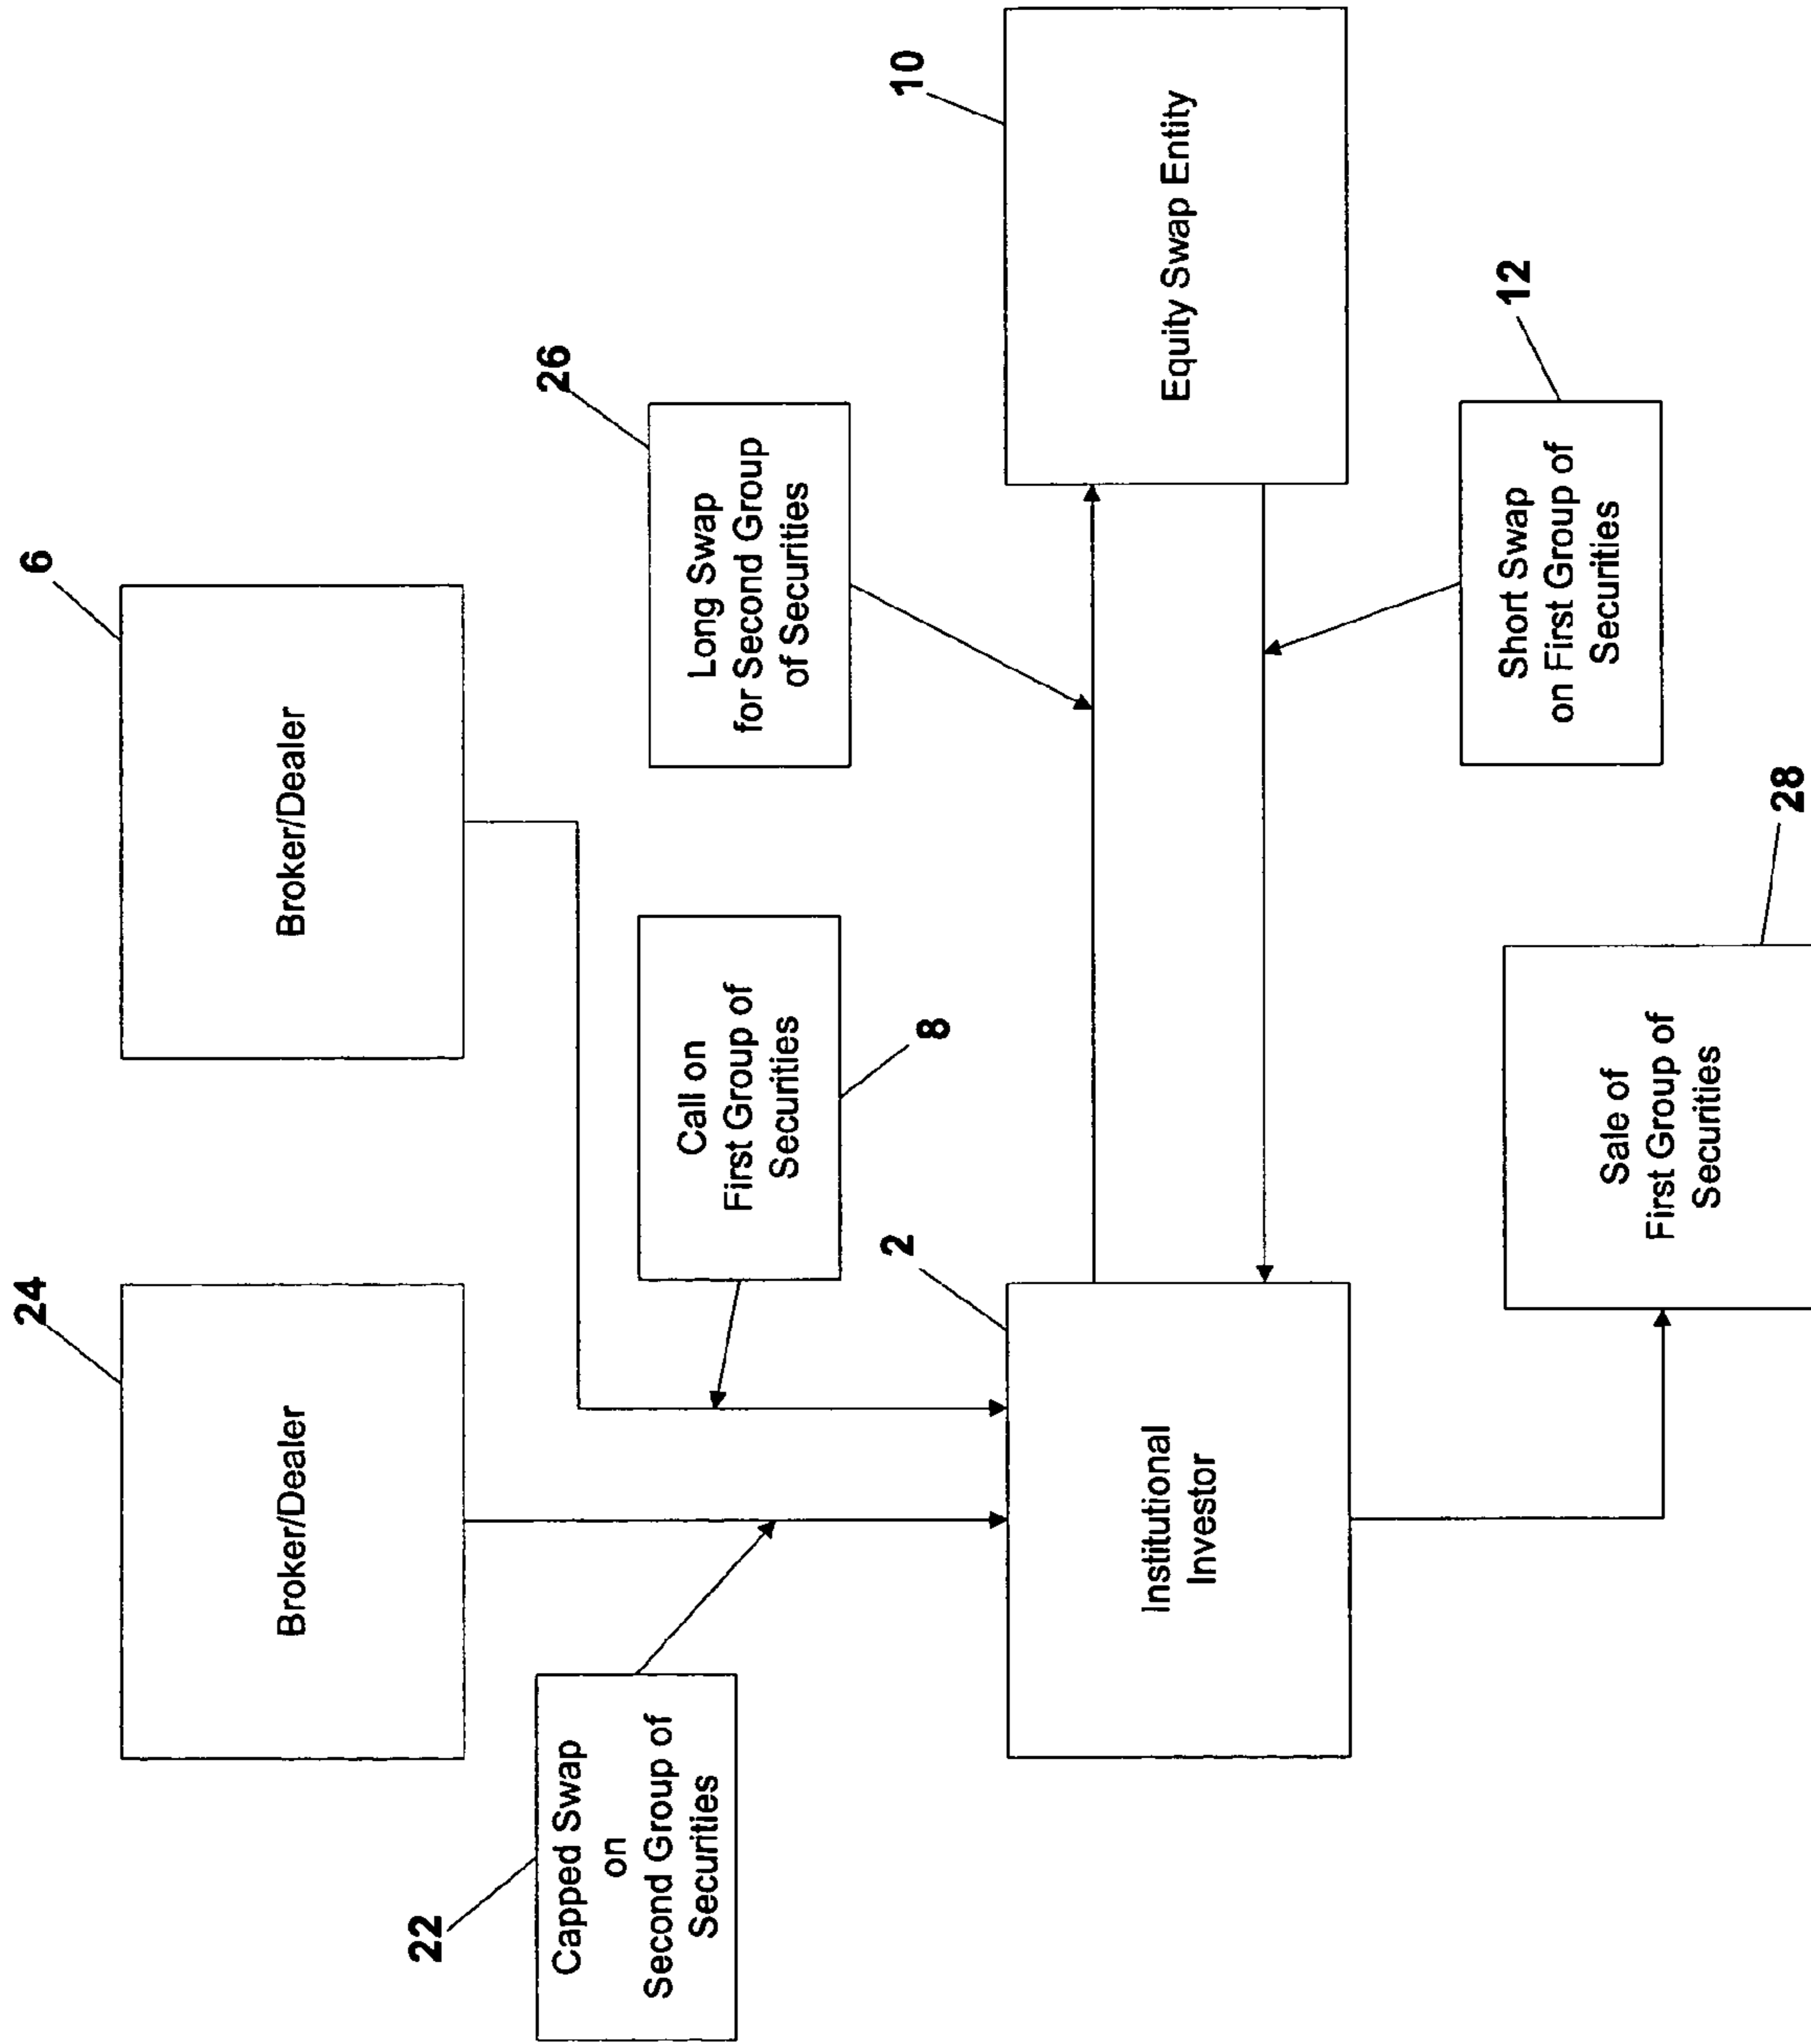 24
6
Broker/Dealer
Broker/Dealer
22
Capped Swap
on
Second Group of
Securities
26
Call on
First Group of
Securities
8
Long Swap
for Second Group
of Securities
2
10
Institutional
Investor
Equity Swap Entity
12
Short Swap
on First Group of
Securities
Sale of
First Group of
Securities
28